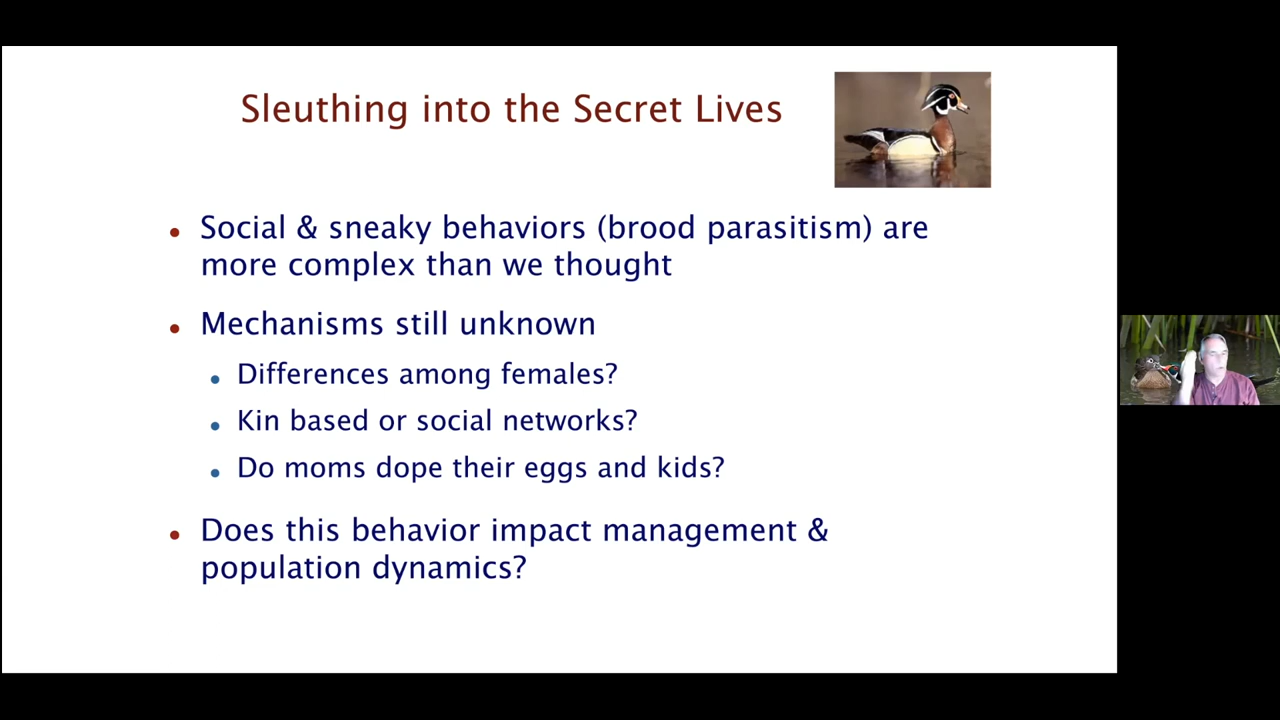 Sleuthing into the Secret Lives
• Social & sneaky behaviors (brood parasitism) are
more complex than we thought
• Mechanisms still unknown
• Differences among females?
• Kin based or social networks?
• Do moms dope their eggs and kids?
• Does this behavior impact management &
population dynamics?